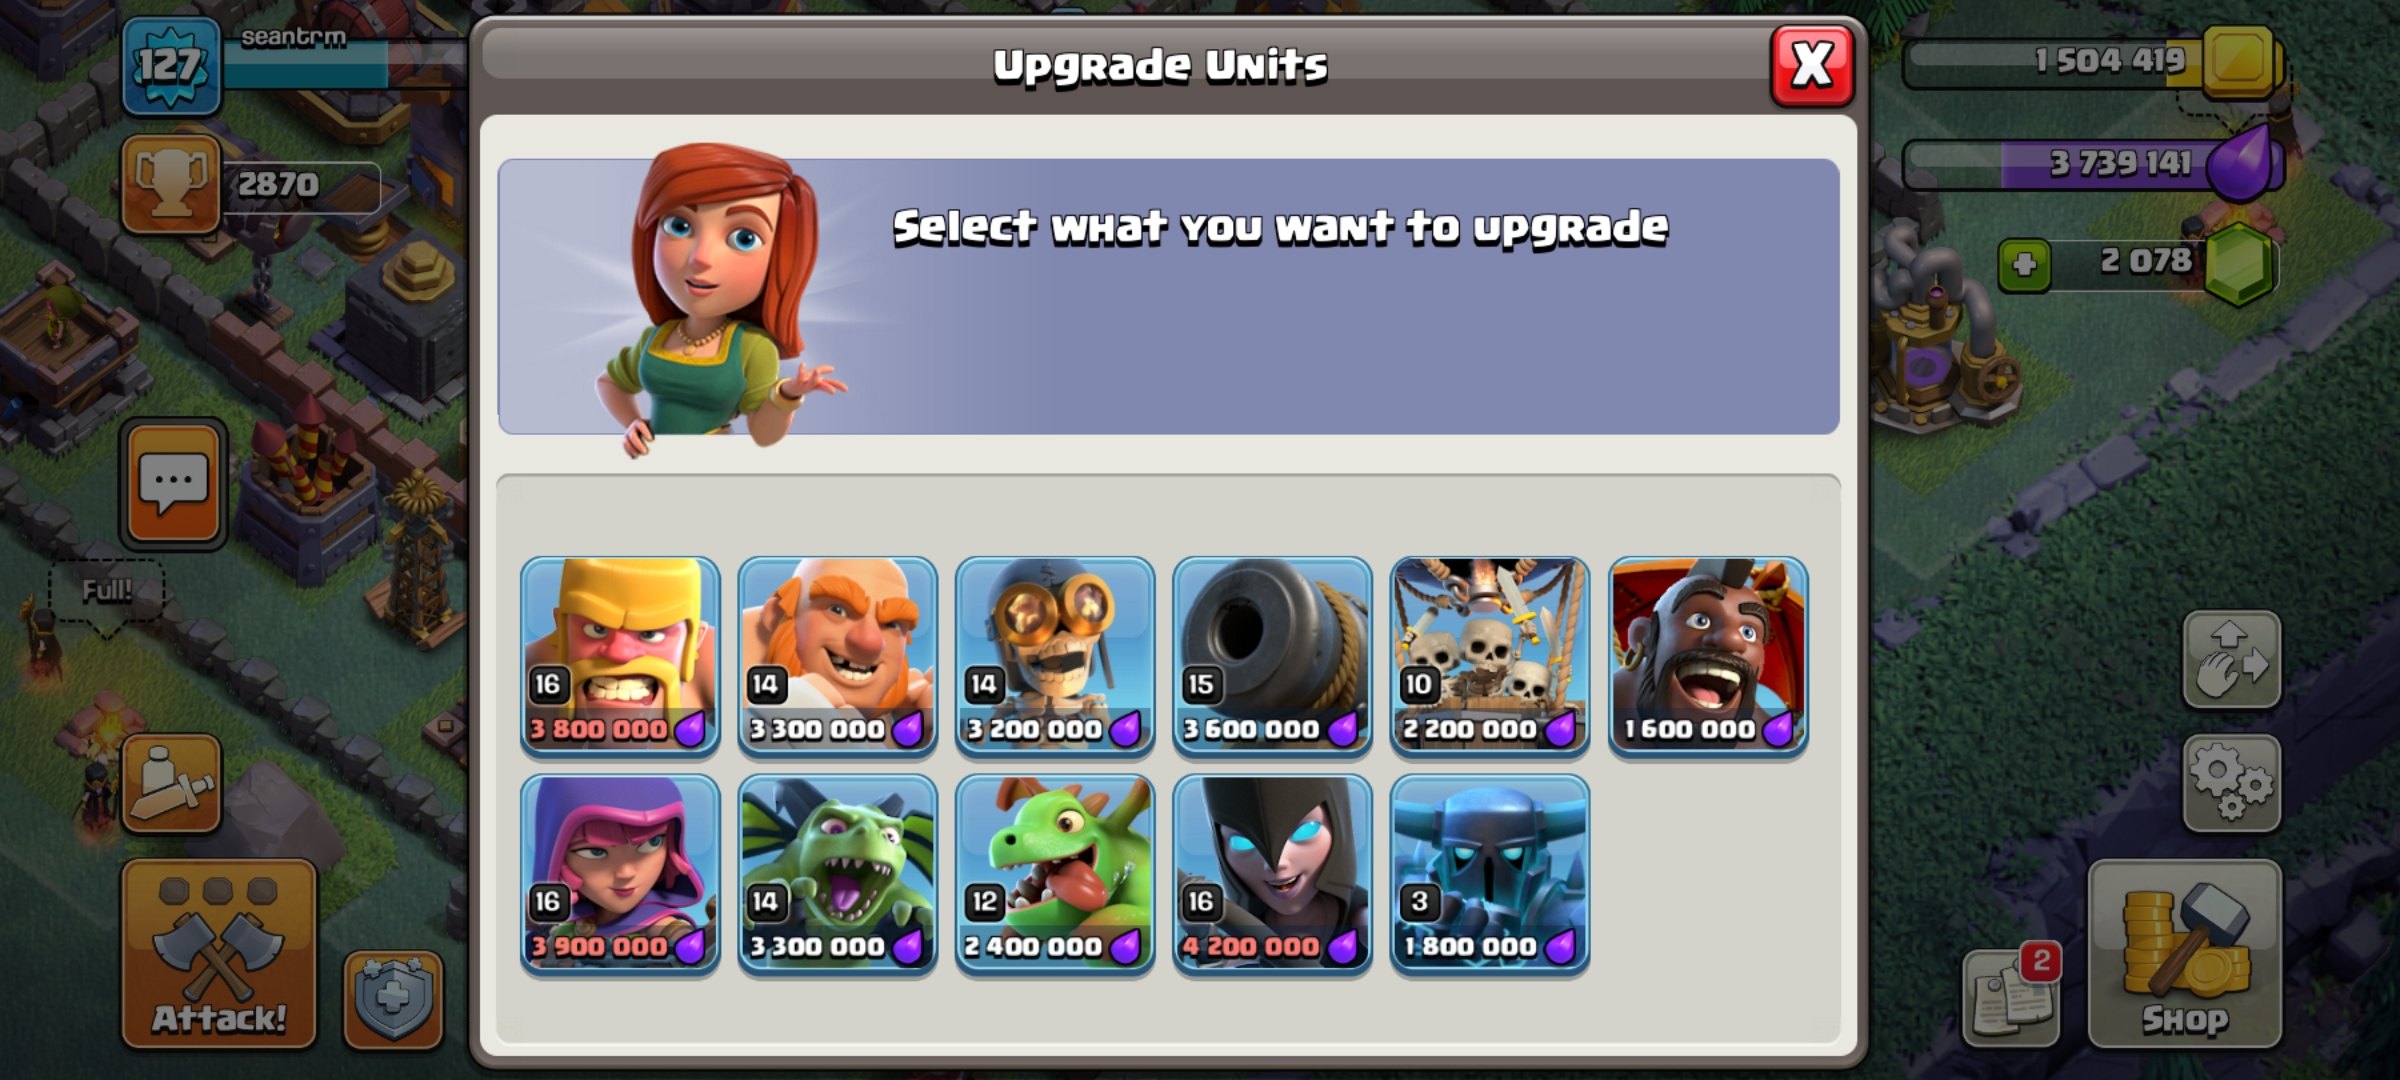 127
seantrm
2870
Full!
Attack!
Upgrade Units
X
Select what you want to upgrade
16
3 800 000
14
3 300 000
14
3 200 000
15
3 600 000
10
2 200 000
1 600 000
16
3 900 000
14
3 300 000
12
2 400 000
16
4 200 000
3
1 800 000
1 504 419
3 739 141
2 078
2
Shop